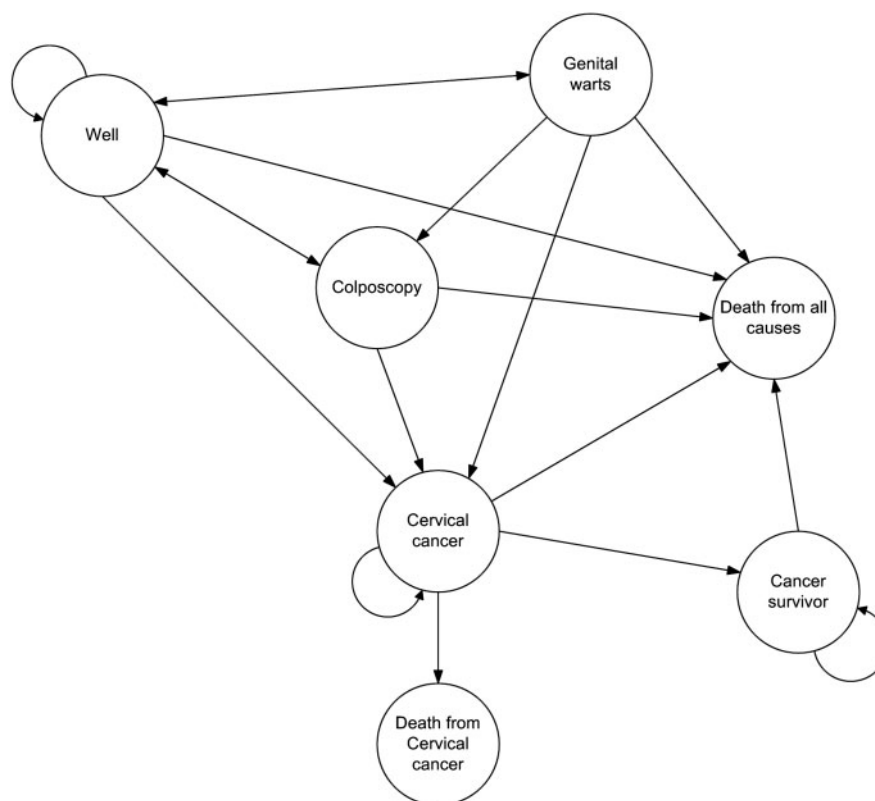 Genital
warts
Well
Colposcopy
Death from all
causes
Cervical
cancer
Cancer
survivor
Death from
Cervical
cancer